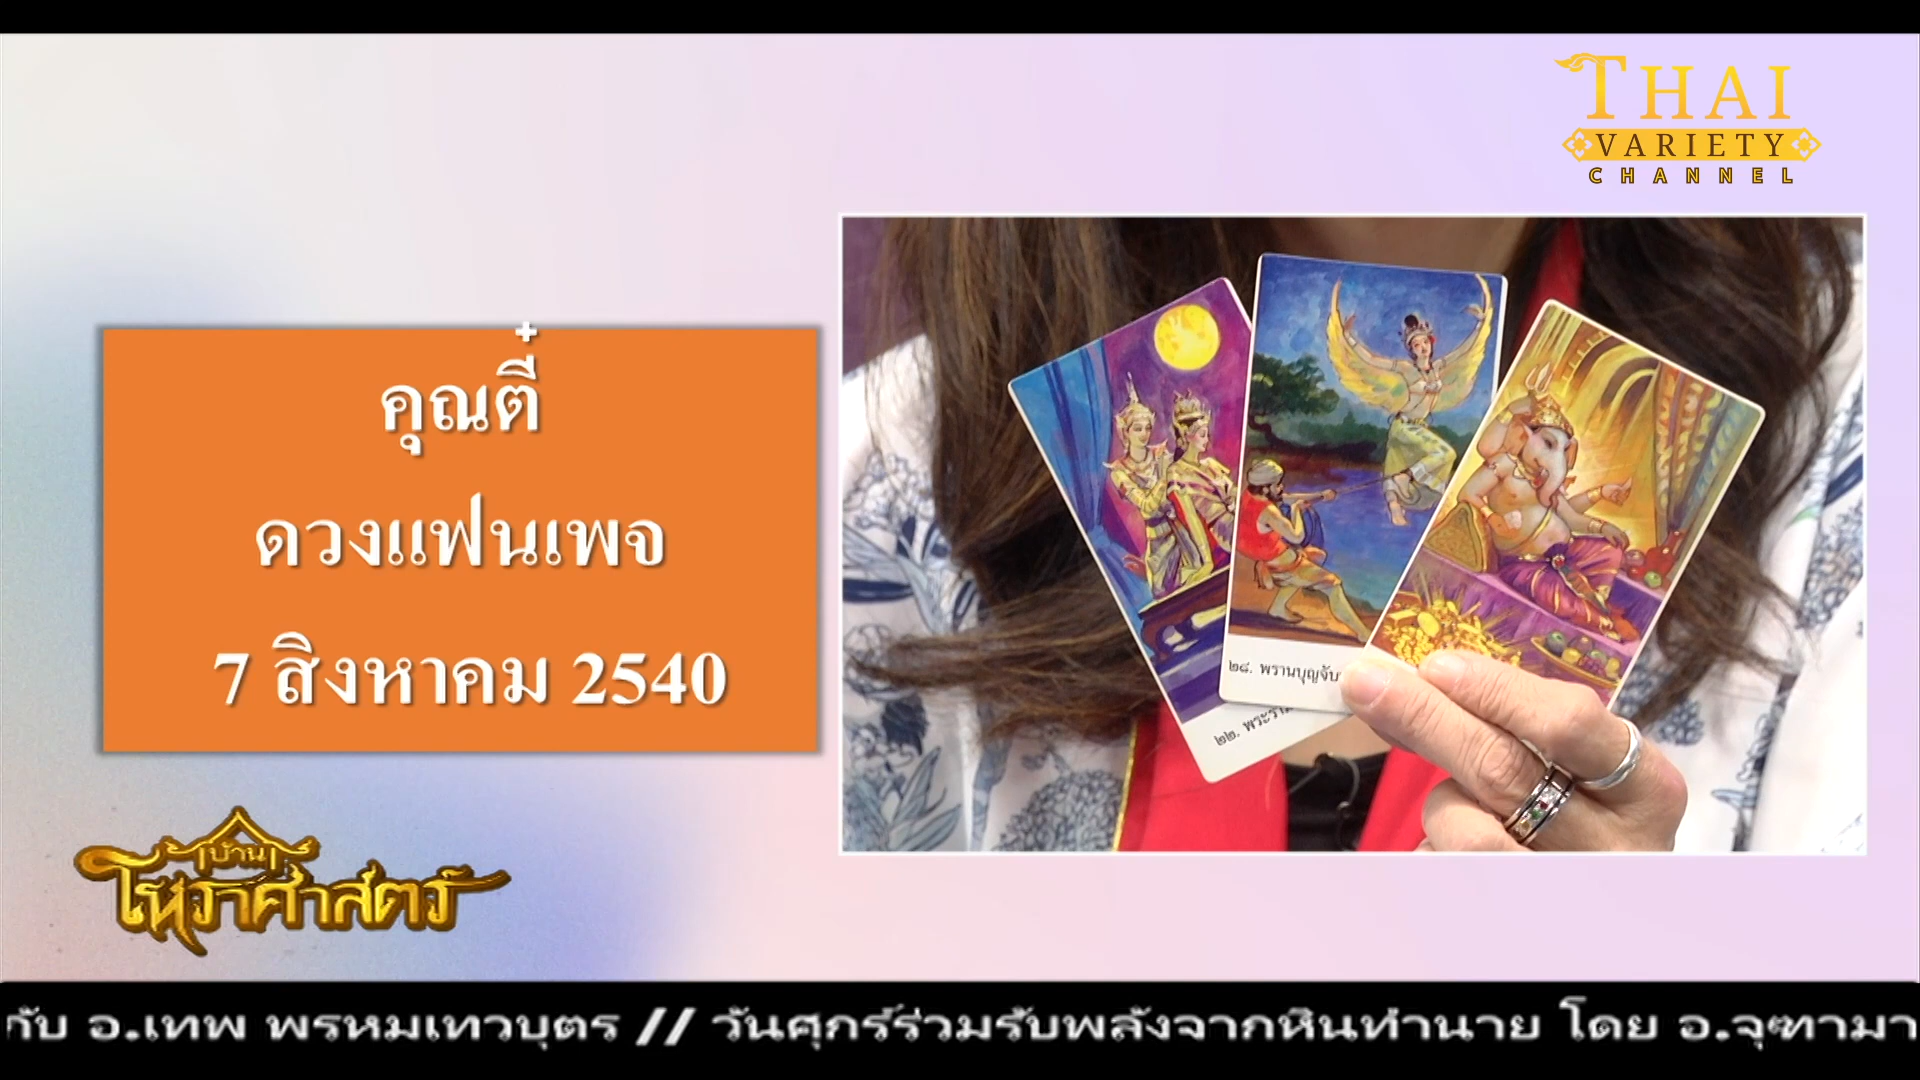 THAI
VARIETY
CHANNEL
คุณตี๋
ดวงแฟนเพจ
7 สิงหาคม 2540
๒๘. พรานบุญจับ
๒๒.
บ้าน
โหราศาสตร์
กับ อ.เทพ พรหมเทวบุตร // วันศุกร์ร่วมรับพลังจากหินทำนาย โดย อ.จุฑามา